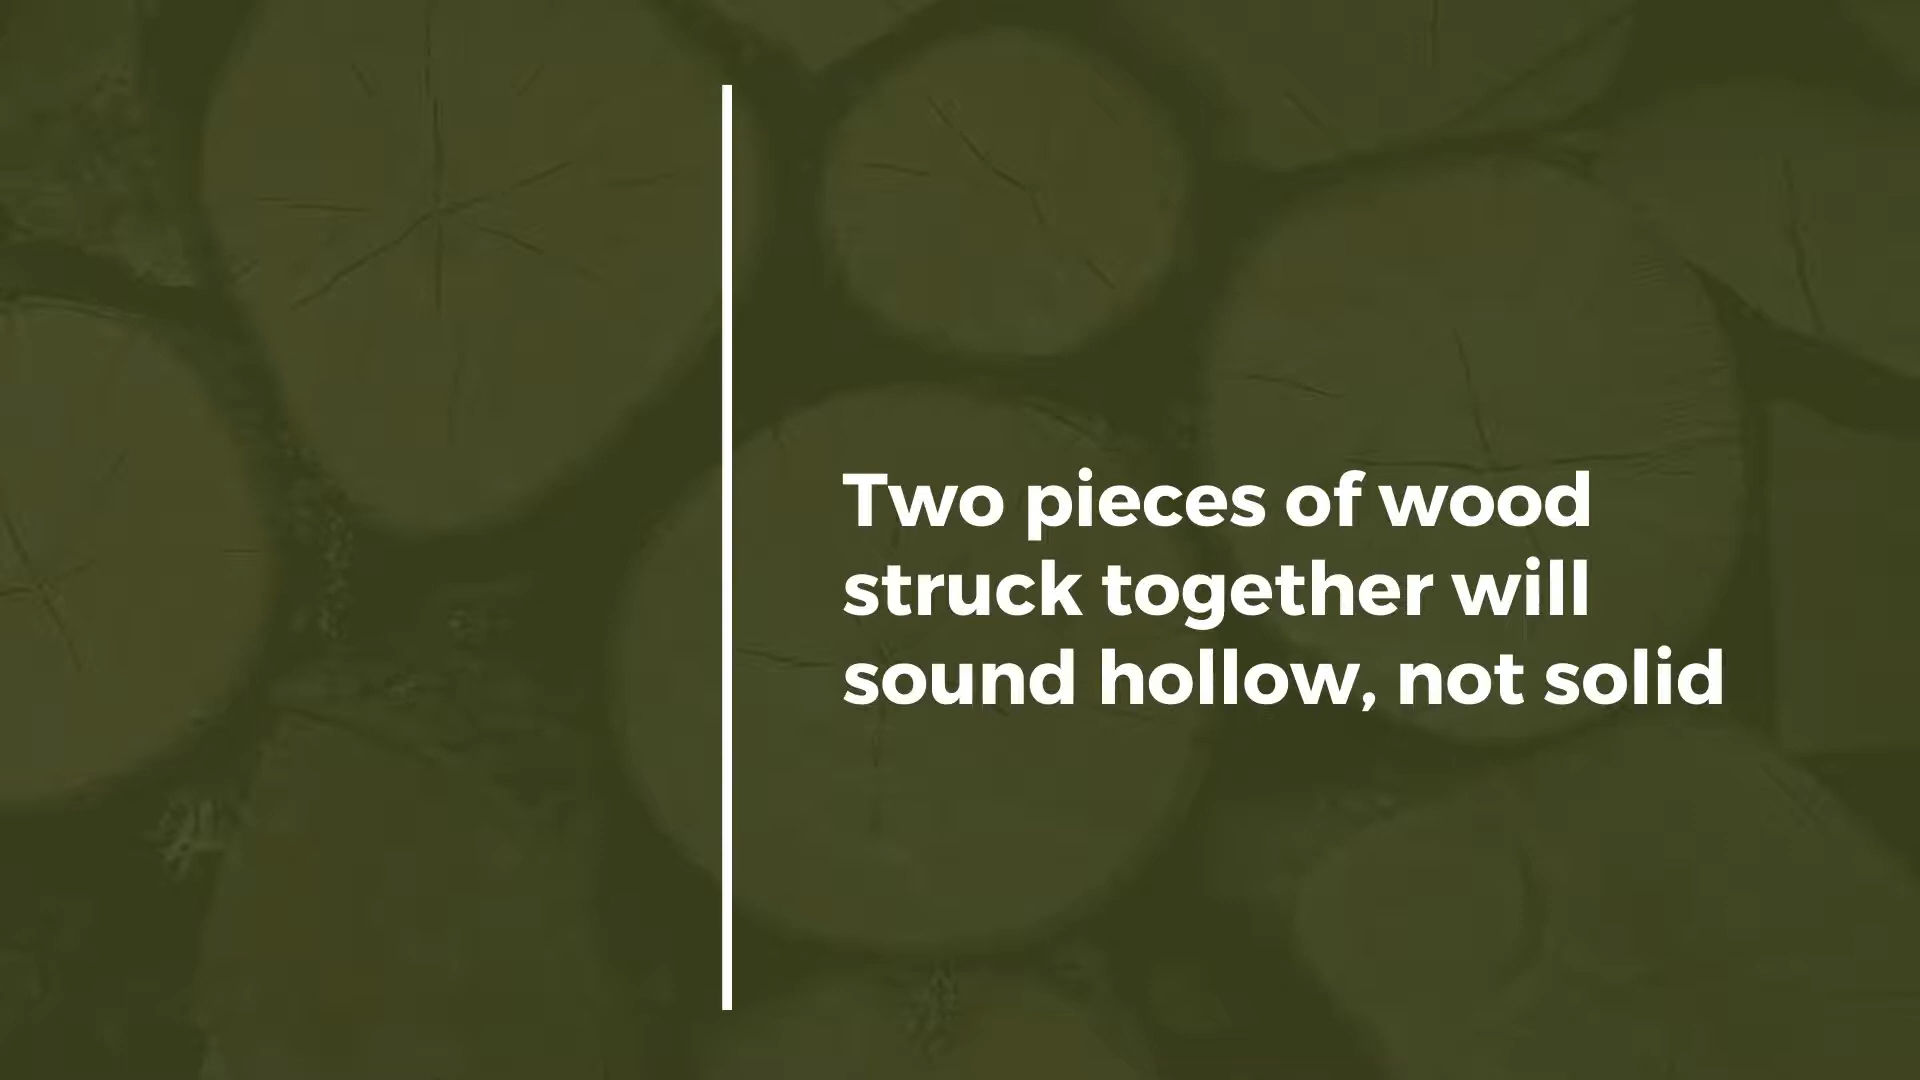 Two pieces of wood
struck together will
sound hollow, not solid